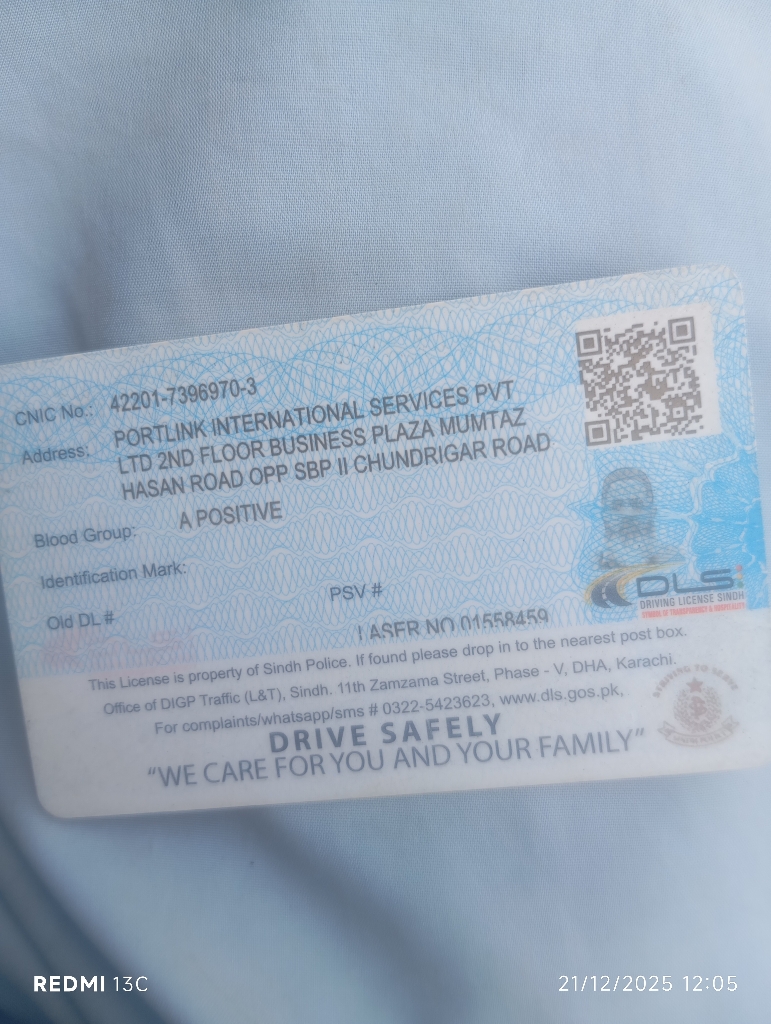 CNIC No.: 42201-7396970-3
Address: PORTLINK INTERNATIONAL SERVICES PVT
LTD 2ND FLOOR BUSINESS PLAZA MUMTAZ
HASAN ROAD OPP SBP II CHUNDRIGAR ROAD
Blood Group: A POSITIVE
Identification Mark:
PSV #
Old DL #
LASER NO 01558459
DLS
DRIVING LICENSE SINDH
This License is property of Sindh Police. If found please drop in to the nearest post box.
Office of DIGP Traffic (L&T), Sindh. 11th Zamzama Street, Phase - V, DHA, Karachi.
For complaints/whatsapp/sms # 0322-5423623, www.dls.gos.pk,
DRIVE SAFELY
“WE CARE FOR YOU AND YOUR FAMILY”
REDMI 13C
21/12/2025 12:05